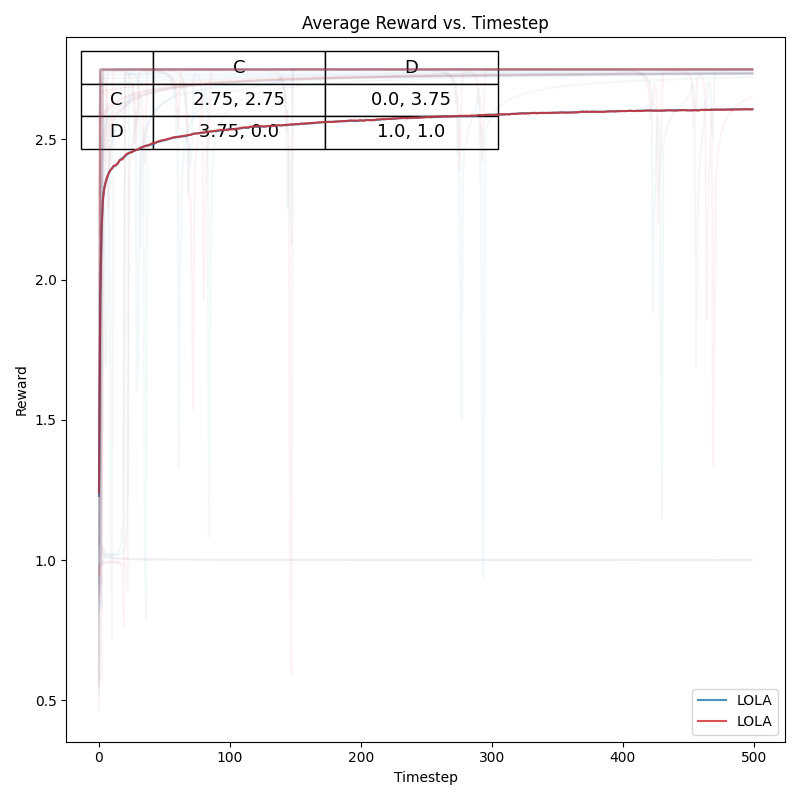 Average Reward vs. Timestep
C D
C 2.75, 2.75 0.0, 3.75
D 3.75, 0.0 1.0, 1.0
2.5
2.0
1.5
1.0
0.5
Reward
LOLA
LOLA
0 100 200 300 400 500
Timestep